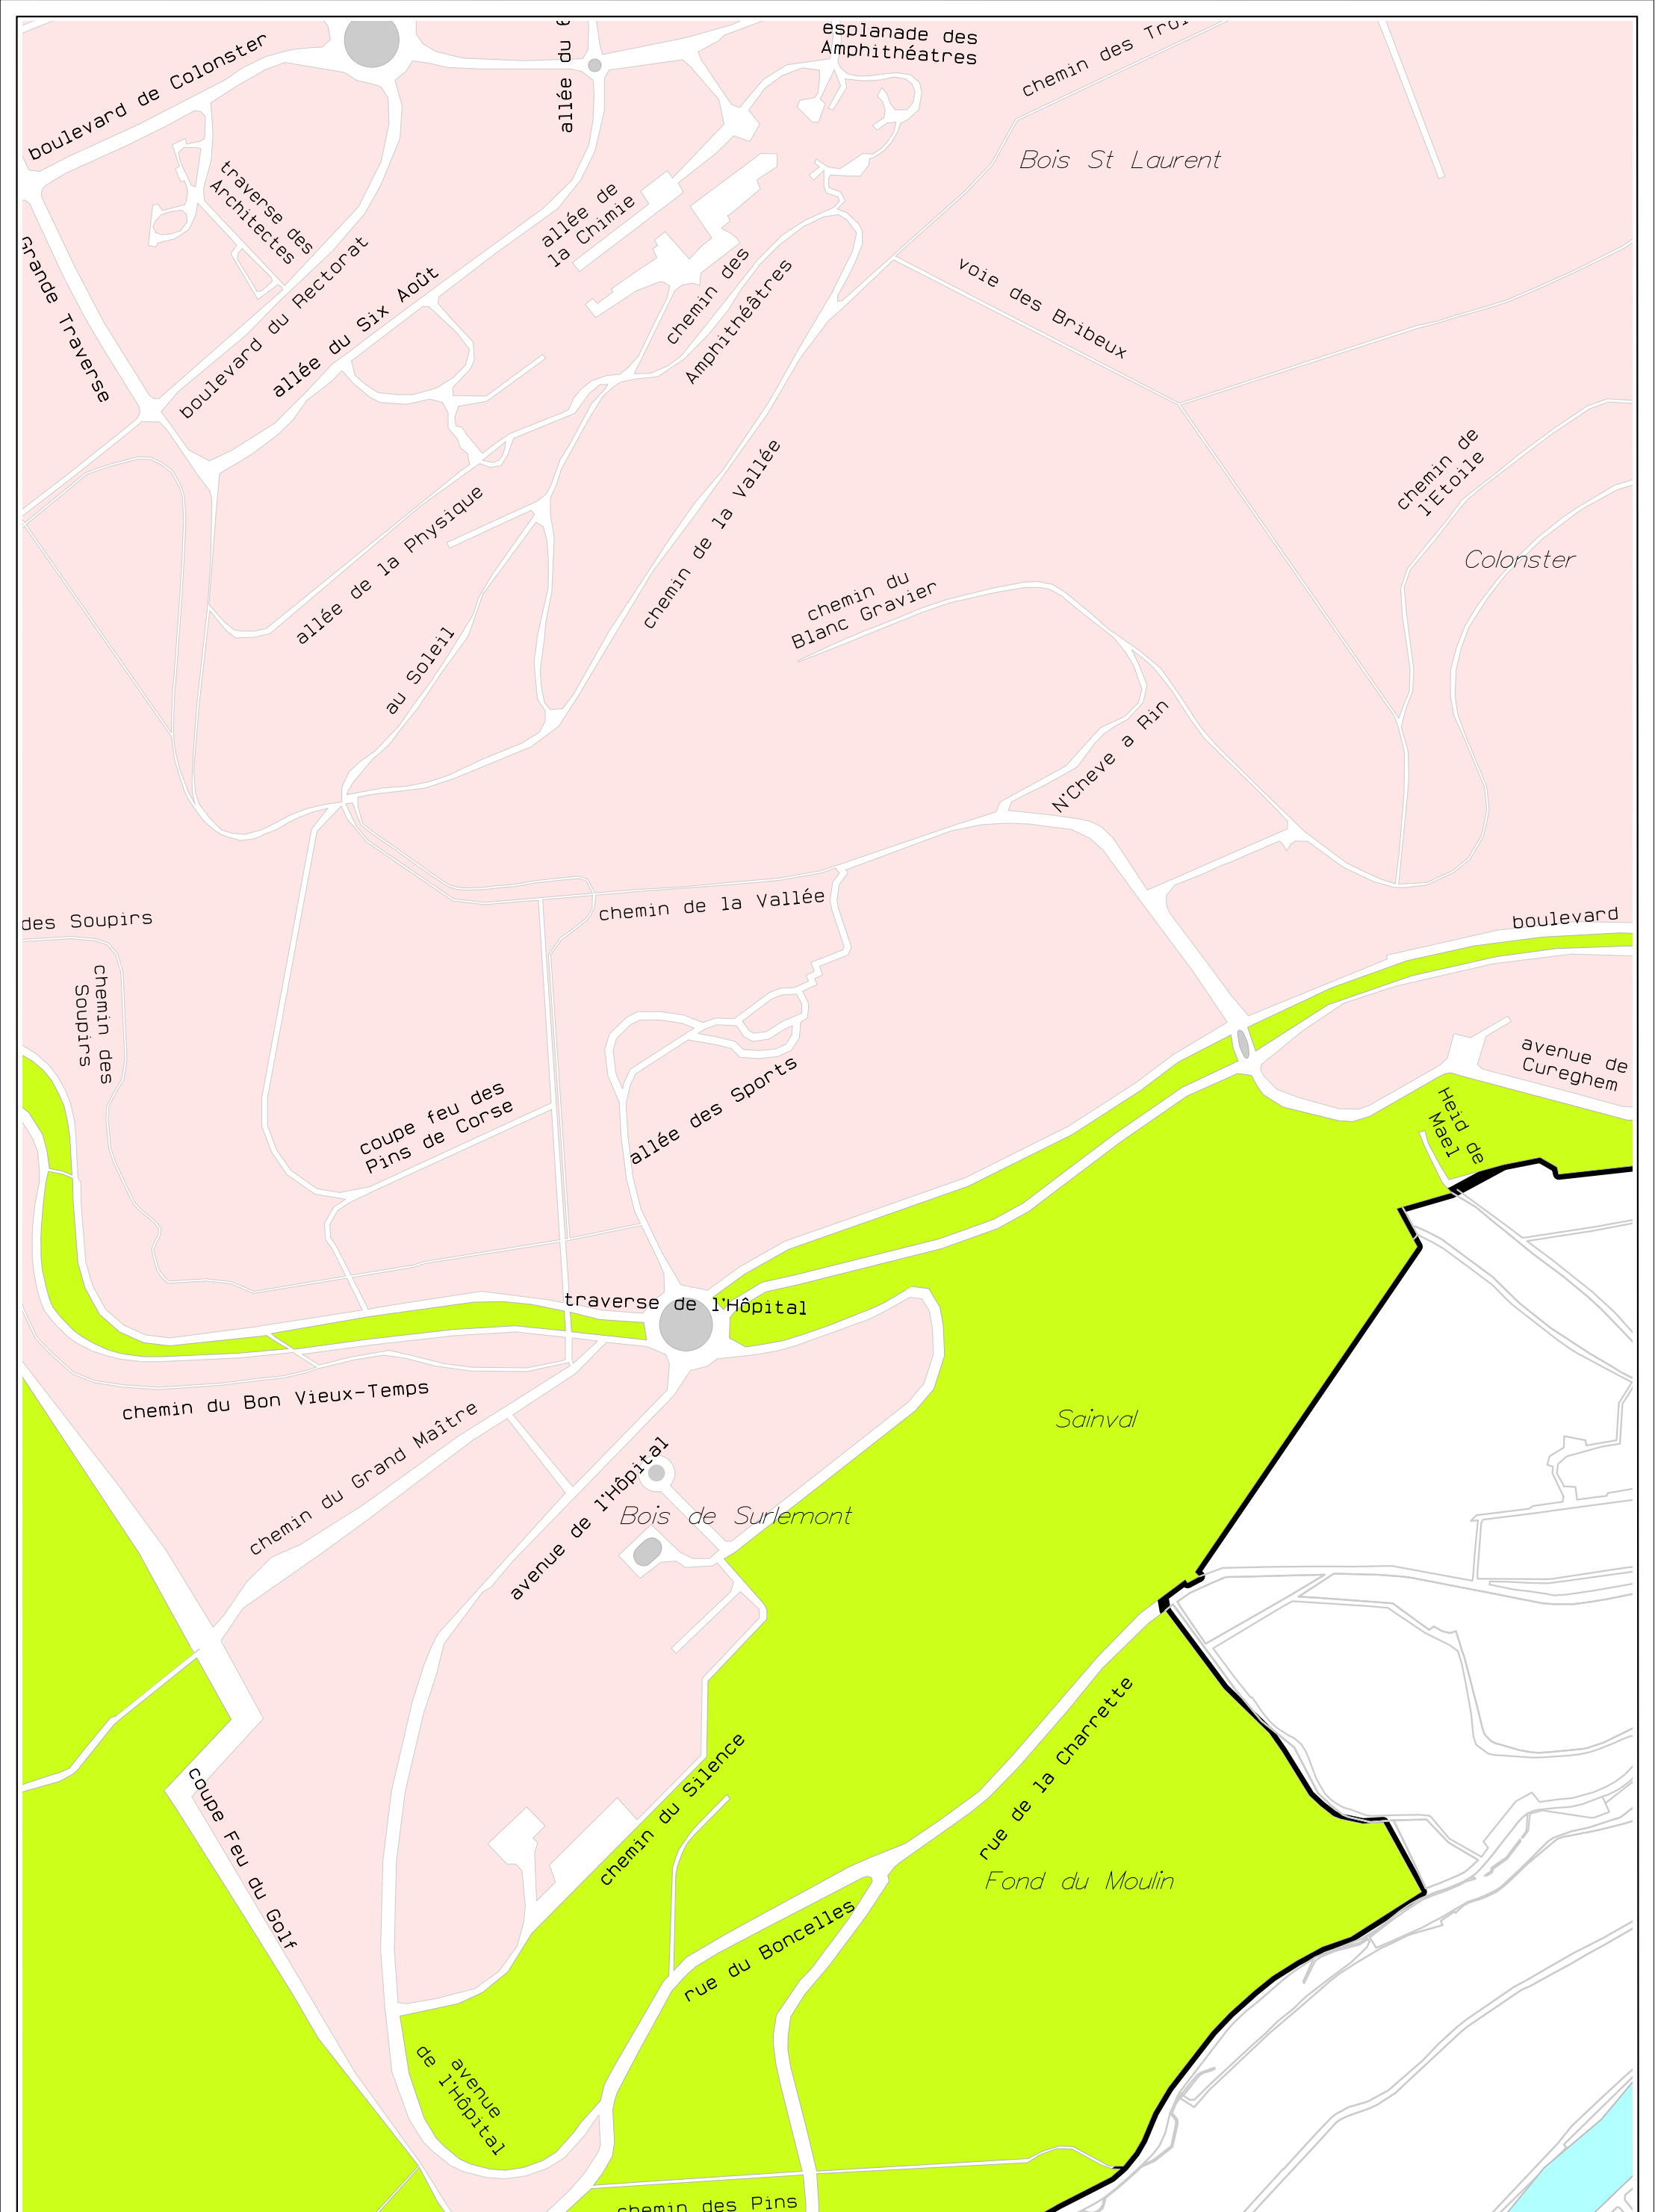 esplanade des
Amphithéatres
boulevard de Colonster
allée du
chemin des
Bois St Laurent
traverse des
Architectes
allée de
la Chimie
Grande Traverse
boulevard du Rectorat
allée du Six Août
chemin des
Amphithéâtres
voie des Bribeux
chemin de
l'Etoile
allée de la Physique
chemin de la Vallée
Colonster
chemin du
Blanc Gravier
au Soleil
N'Cheve a Rin
des Soupirs
chemin de la Vallée
boulevard
chemin des
Soupirs
avenue de
Cureghem
coupe feu des
Pins de Corse
allée des Sports
Heid de
Mael
traverse de l'Hôpital
chemin du Bon Vieux-Temps
Sainval
chemin du Grand Maître
avenue de l'Hôpital
Bois de Surlemont
rue de la Charrette
chemin du Silence
coupe Feu du Golf
Fond du Moulin
rue du Boncelles
avenue
de l'Hôpital
chemin des Pins